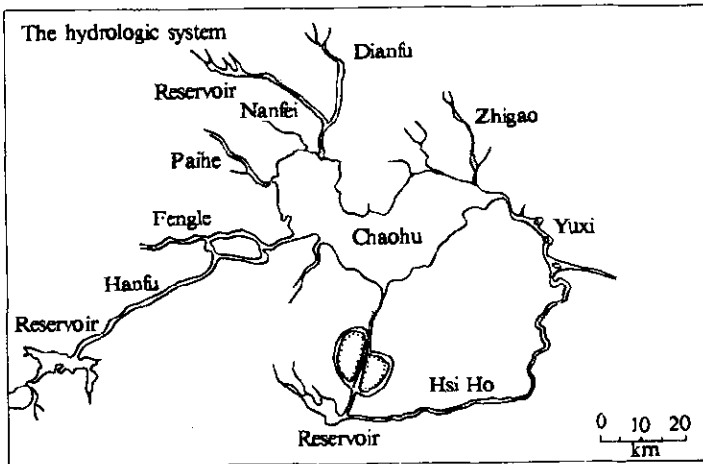 The hydrologic system
Dianfu
Reservoir
Nanfei
Zhigao
Paihe
Fengle
Chaohu
Yuxi
Hanfu
Reservoir
Hsi Ho
Reservoir
0 10 20
km